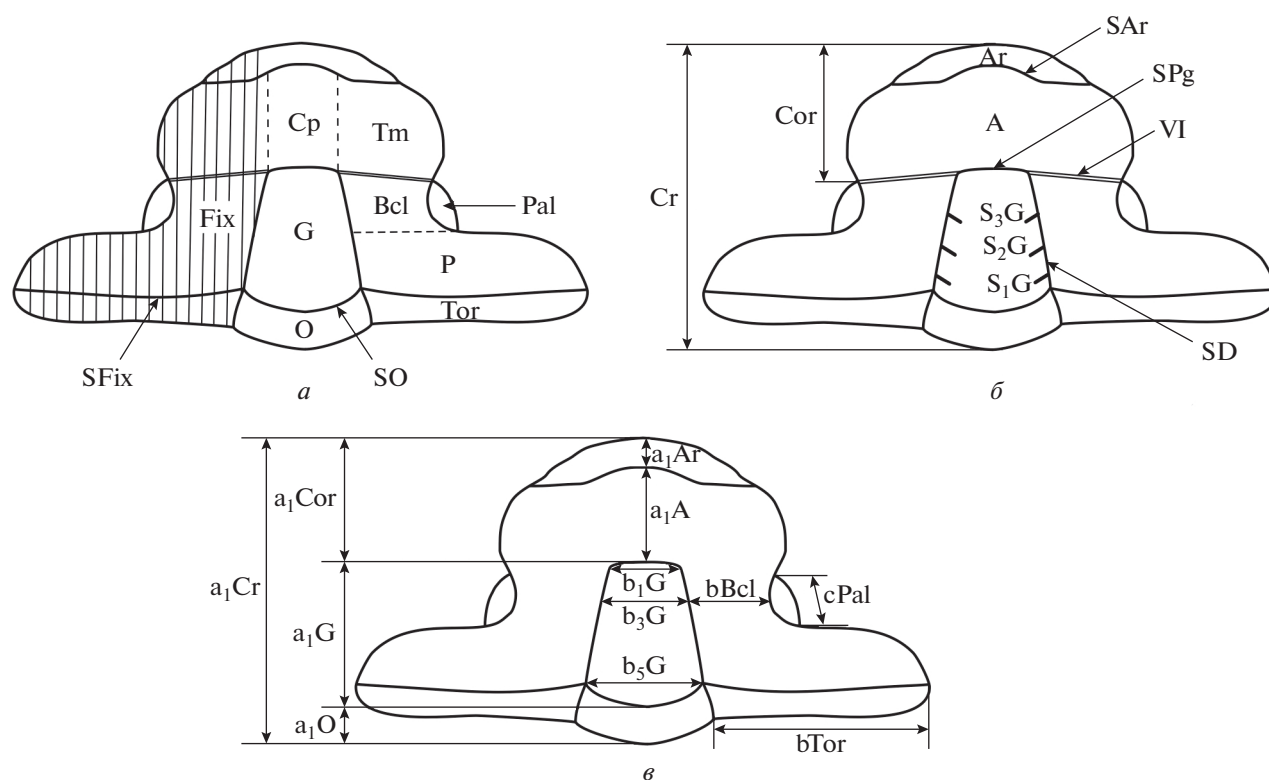 Cp
Tm
Fix
Bcl
Pal
G
P
Tor
O
SFix
SO
а
SAr
Ar
SPg
Cor
A
VI
Cr
S₃G
S₂G
S₁G
SD
б
a₁Ar
a₁Cor
a₁A
a₁Cr
b₁G
bBcl
cPal
b₃G
a₁G
b₅G
a₁O
bTor
в